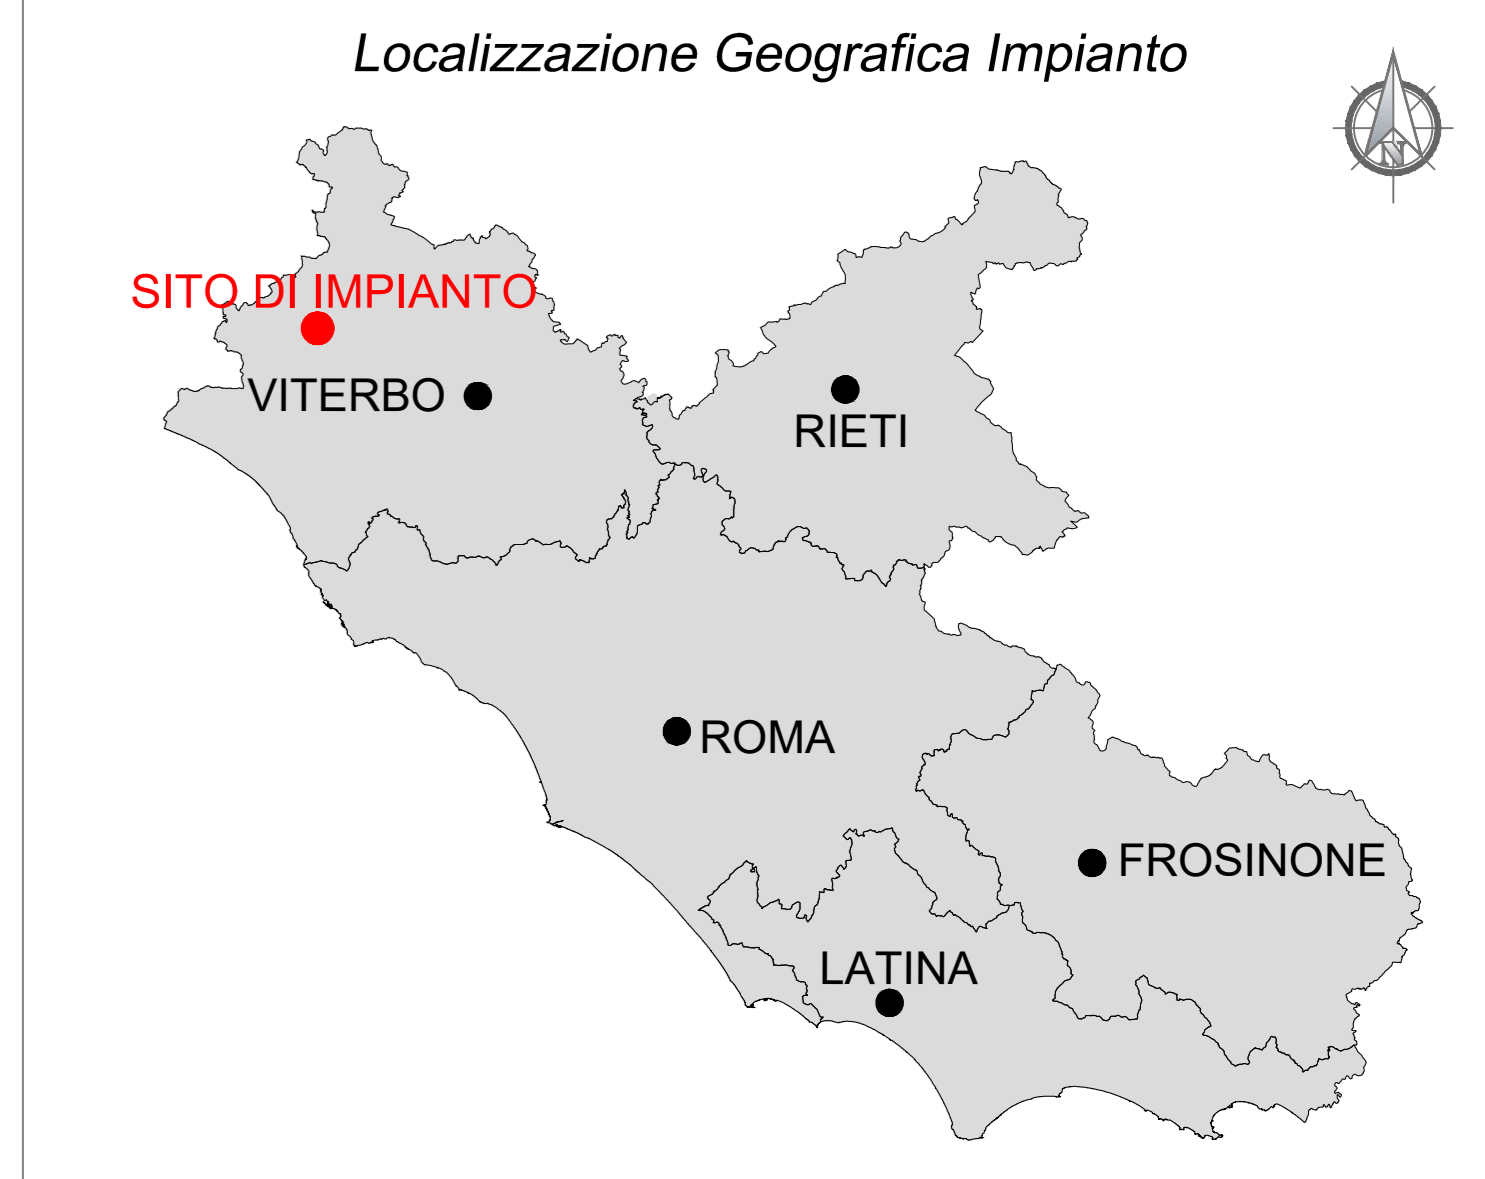 Localizzazione Geografica Impianto
N
SITO DI IMPIANTO
VITERBO
RIETI
ROMA
FROSINONE
LATINA